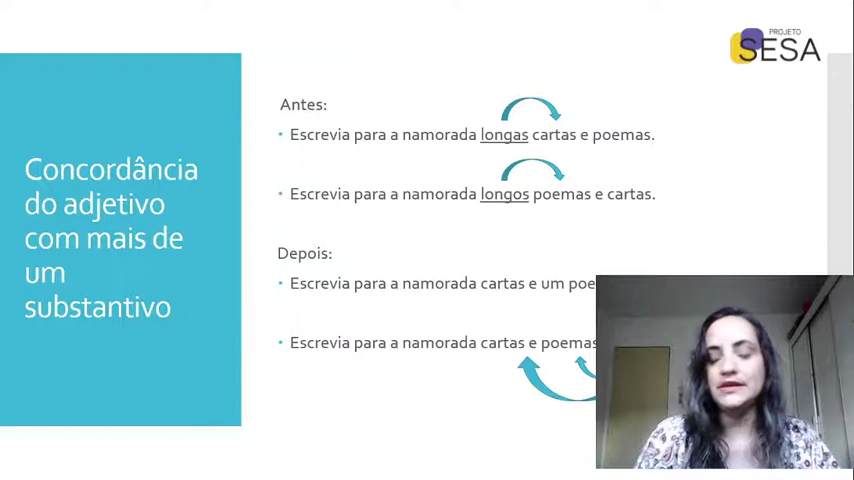 PROJETO
SESA
Concordância
do adjetivo
com mais de
um
substantivo
Antes:
• Escrevia para a namorada longas cartas e poemas.
• Escrevia para a namorada longos poemas e cartas.
Depois:
• Escrevia para a namorada cartas e um poe
• Escrevia para a namorada cartas e poemas